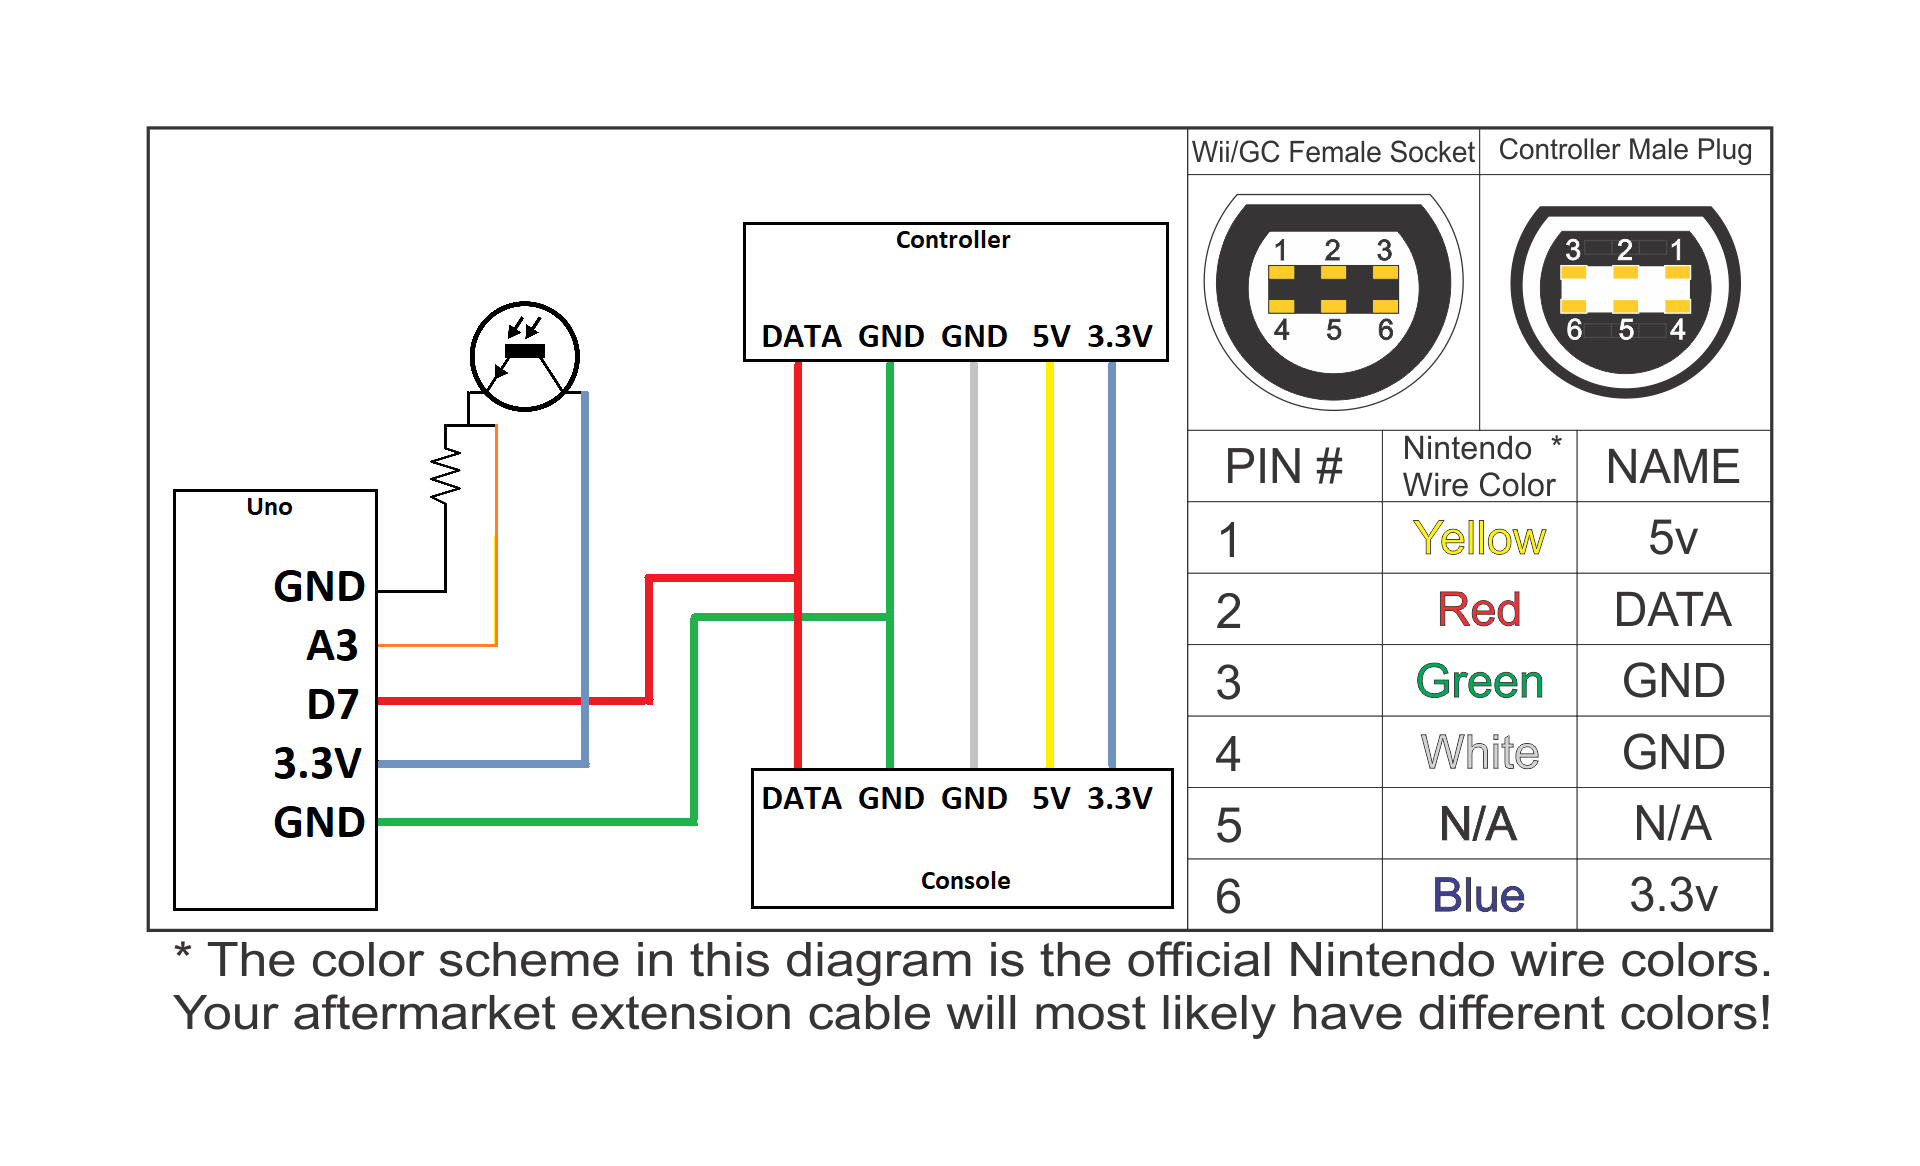 Wii/GC Female Socket
Controller Male Plug
Controller
DATA GND GND 5V 3.3V
1 2 3
4 5 6
3 2 1
6 5 4
Uno
GND
A3
D7
3.3V
GND
DATA GND GND 5V 3.3V
Console
PIN # Nintendo * Wire Color NAME
1 Yellow 5v
2 Red DATA
3 Green GND
4 White GND
5 N/A N/A
6 Blue 3.3v
* The color scheme in this diagram is the official Nintendo wire colors.
Your aftermarket extension cable will most likely have different colors!